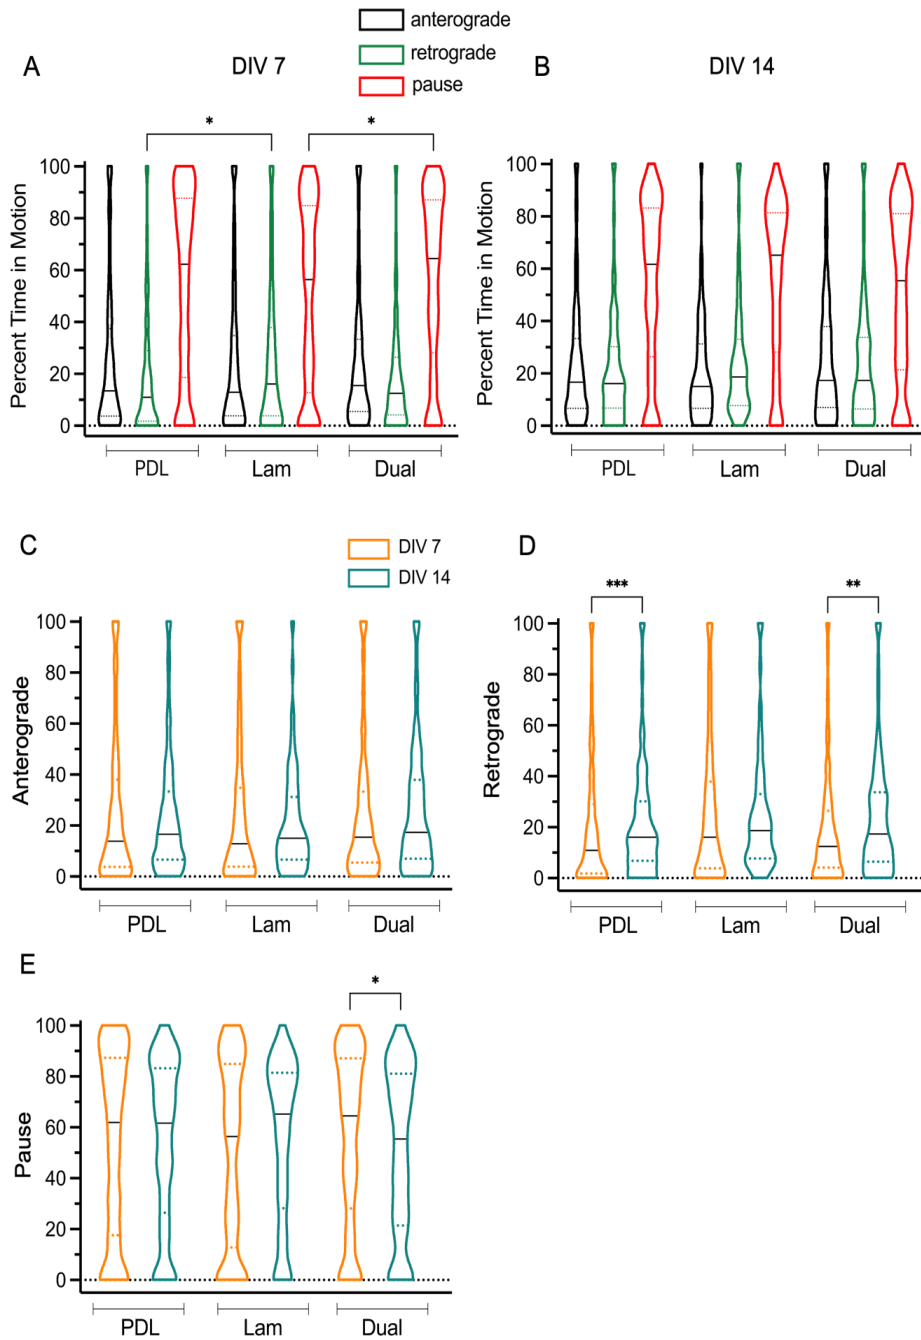 anterograde
retrograde
pause
A
DIV 7
B
DIV 14
*
*
Percent Time in Motion
100
80
60
40
20
0
PDL
Lam
Dual
Percent Time in Motion
100
80
60
40
20
0
PDL
Lam
Dual
C
DIV 7
DIV 14
D
***
**
Anterograde
100
80
60
40
20
0
PDL
Lam
Dual
Retrograde
100
80
60
40
20
0
PDL
Lam
Dual
E
*
Pause
100
80
60
40
20
0
PDL
Lam
Dual